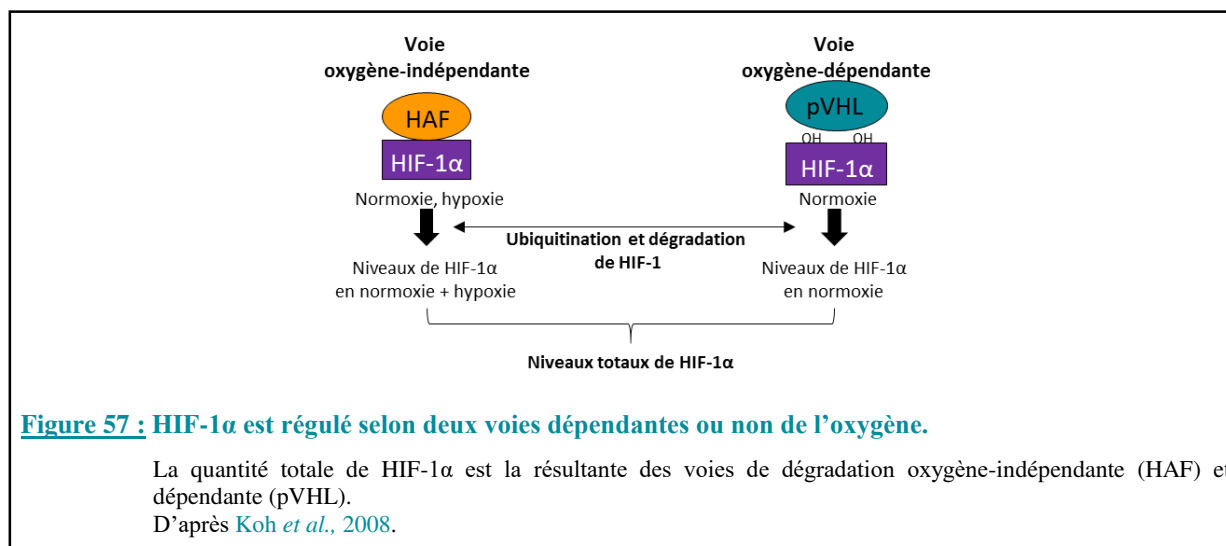 Voie
oxygène-indépendante
HAF
HIF-1α
Normoxie, hypoxie
Niveaux de HIF-1α
en normoxie + hypoxie
Voie
oxygène-dépendante
pVHL
OH OH
HIF-1α
Normoxie
Niveaux de HIF-1α
en normoxie
Ubiquitination et dégradation
de HIF-1
Niveaux totaux de HIF-1α
Figure 57 : HIF-1α est régulé selon deux voies dépendantes ou non de l’oxygène.
La quantité totale de HIF-1α est la résultante des voies de dégradation oxygène-indépendante (HAF) et
dépendante (pVHL).
D’après Koh et al., 2008.